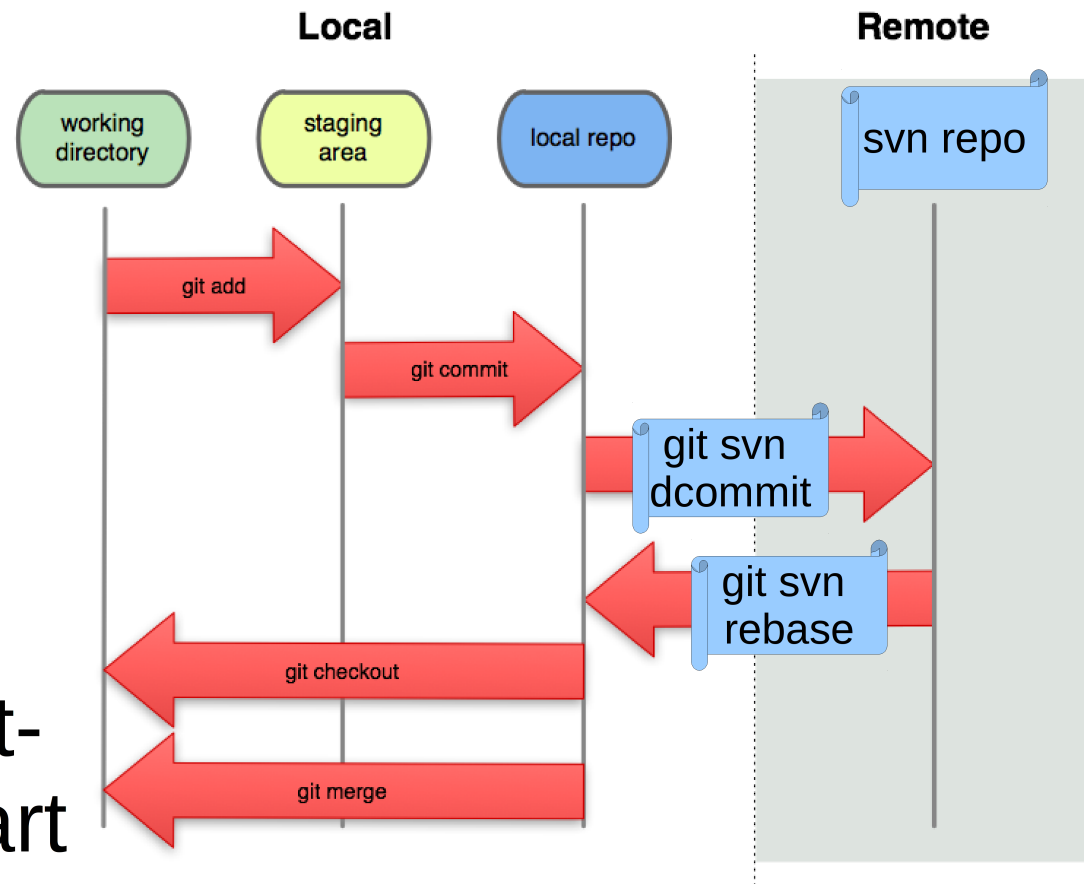 Local
Remote
working
directory
staging
area
local repo
svn repo
git add
git commit
git svn
dcommit
git svn
rebase
git checkout
t-
git merge
art